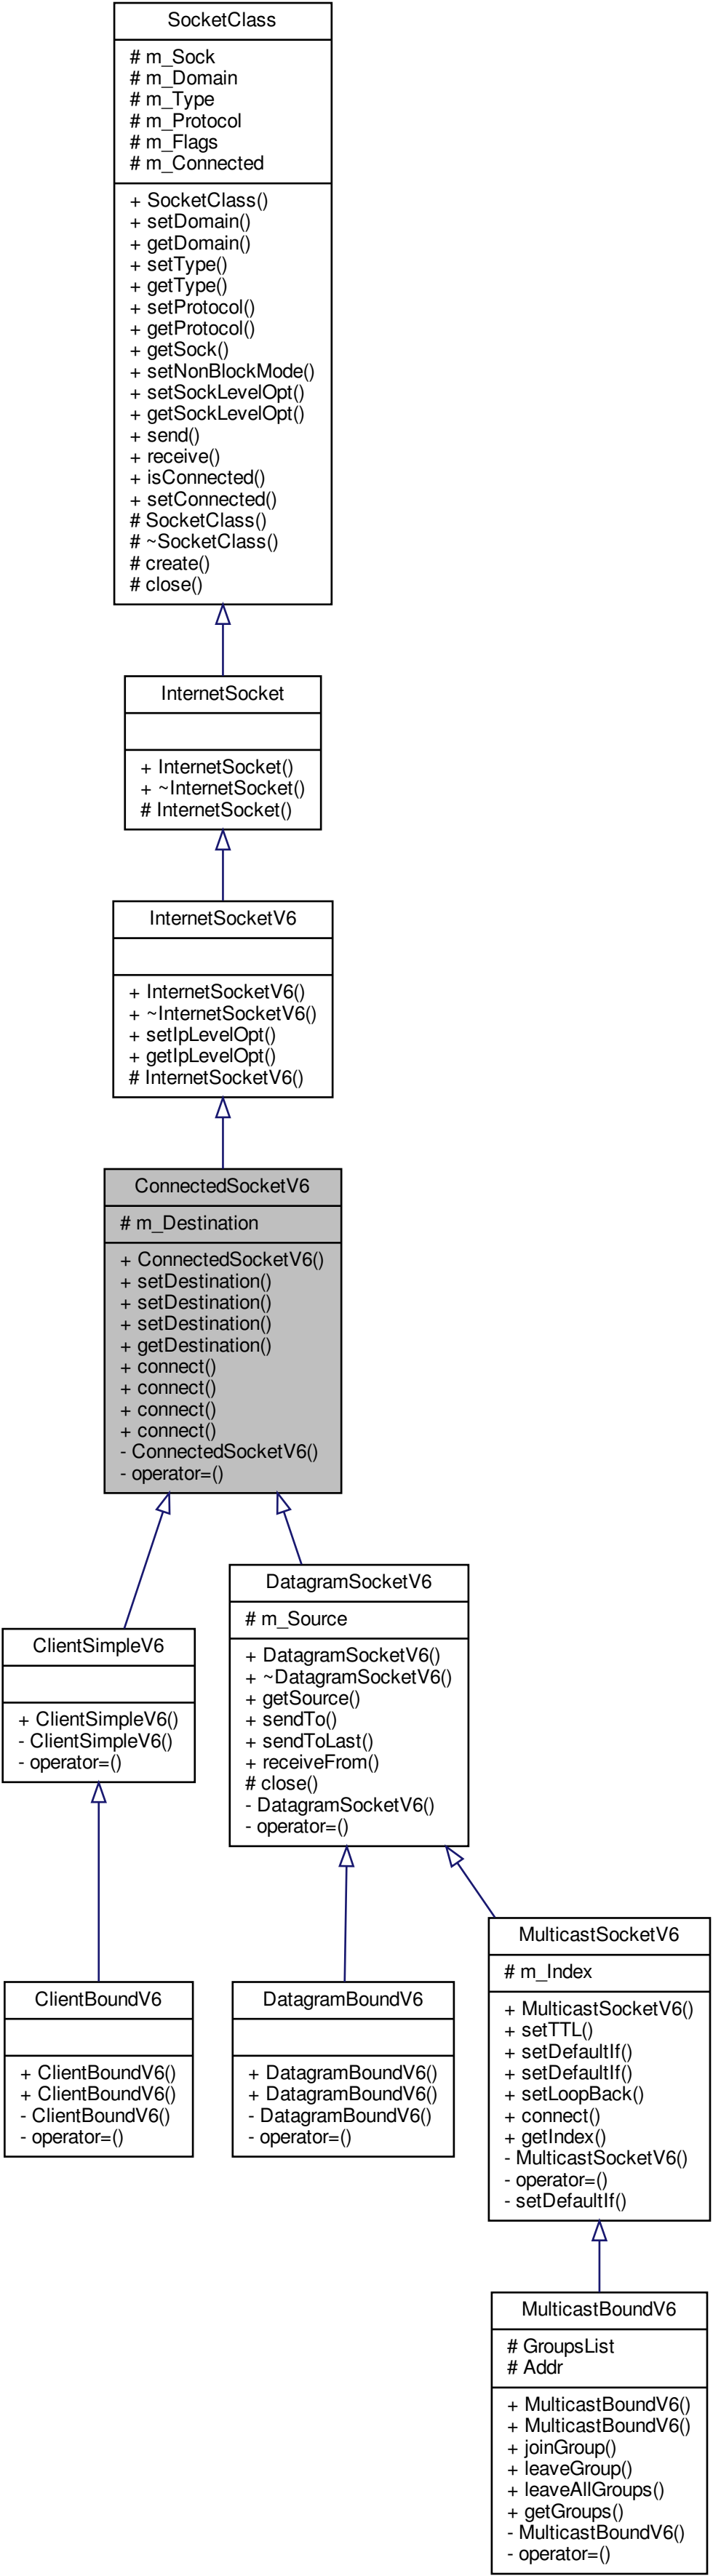 SocketClass
# m_Sock
# m_Domain
# m_Type
# m_Protocol
# m_Flags
# m_Connected
+ SocketClass()
+ setDomain()
+ getDomain()
+ setType()
+ getType()
+ setProtocol()
+ getProtocol()
+ getSock()
+ setNonBlockMode()
+ setSockLevelOpt()
+ getSockLevelOpt()
+ send()
+ receive()
+ isConnected()
+ setConnected()
# SocketClass()
# ~SocketClass()
# create()
# close()
InternetSocket
+ InternetSocket()
+ ~InternetSocket()
# InternetSocket()
InternetSocketV6
+ InternetSocketV6()
+ ~InternetSocketV6()
+ setIpLevelOpt()
+ getIpLevelOpt()
# InternetSocketV6()
ConnectedSocketV6
# m_Destination
+ ConnectedSocketV6()
+ setDestination()
+ setDestination()
+ setDestination()
+ getDestination()
+ connect()
+ connect()
+ connect()
+ connect()
- ConnectedSocketV6()
- operator=()
DatagramSocketV6
# m_Source
+ DatagramSocketV6()
+ ~DatagramSocketV6()
+ getSource()
+ sendTo()
+ sendToLast()
+ receiveFrom()
# close()
- DatagramSocketV6()
- operator=()
ClientSimpleV6
+ ClientSimpleV6()
- ClientSimpleV6()
- operator=()
ClientBoundV6
+ ClientBoundV6()
+ ClientBoundV6()
- ClientBoundV6()
- operator=()
DatagramBoundV6
+ DatagramBoundV6()
+ DatagramBoundV6()
- DatagramBoundV6()
- operator=()
MulticastSocketV6
# m_Index
+ MulticastSocketV6()
+ setTTL()
+ setDefaultIf()
+ setDefaultIf()
+ setLoopBack()
+ connect()
+ getIndex()
- MulticastSocketV6()
- operator=()
- setDefaultIf()
MulticastBoundV6
# GroupsList
# Addr
+ MulticastBoundV6()
+ MulticastBoundV6()
+ joinGroup()
+ leaveGroup()
+ leaveAllGroups()
+ getGroups()
- MulticastBoundV6()
- operator=()